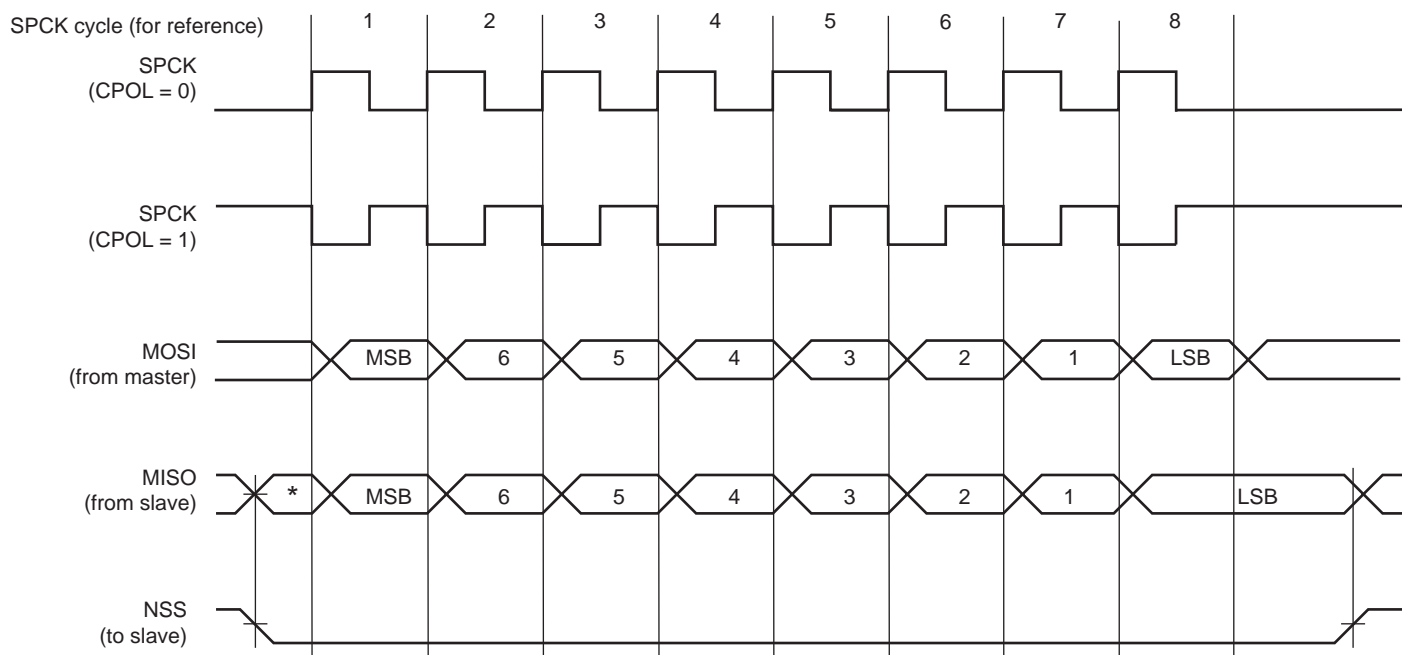 SPCK cycle (for reference) 1 2 3 4 5 6 7 8
SPCK
(CPOL = 0)
SPCK
(CPOL = 1)
MOSI
(from master)
MSB 6 5 4 3 2 1 LSB
MISO
(from slave)
* MSB 6 5 4 3 2 1 LSB
NSS
(to slave)